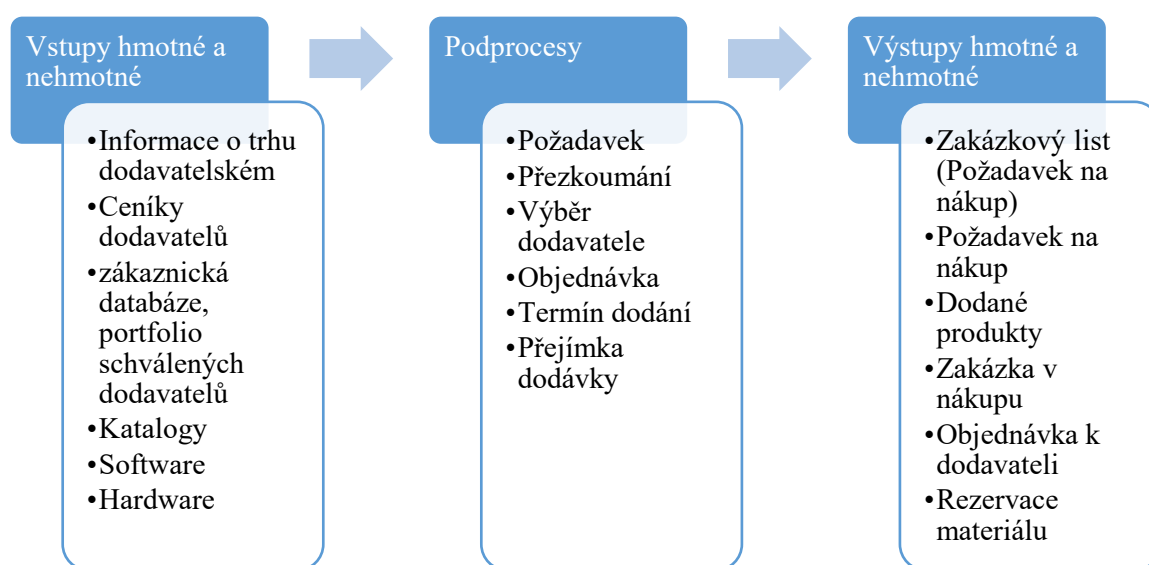 Vstupy hmotné a
nehmotné
•Informace o trhu
dodavatelském
•Ceníky
dodavatelů
•zákaznická
databáze,
portfolio
schválených
dodavatelů
•Katalogy
•Software
•Hardware
Podprocesy
•Požadavek
•Přezkoumání
•Výběr
dodavatele
•Objednávka
•Termín dodání
•Přejímka
dodávky
Výstupy hmotné a
nehmotné
•Zakázkový list
(Požadavek na
nákup)
•Požadavek na
nákup
•Dodané
produkty
•Zakázka v
nákupu
•Objednávka k
dodavateli
•Rezervace
materiálu